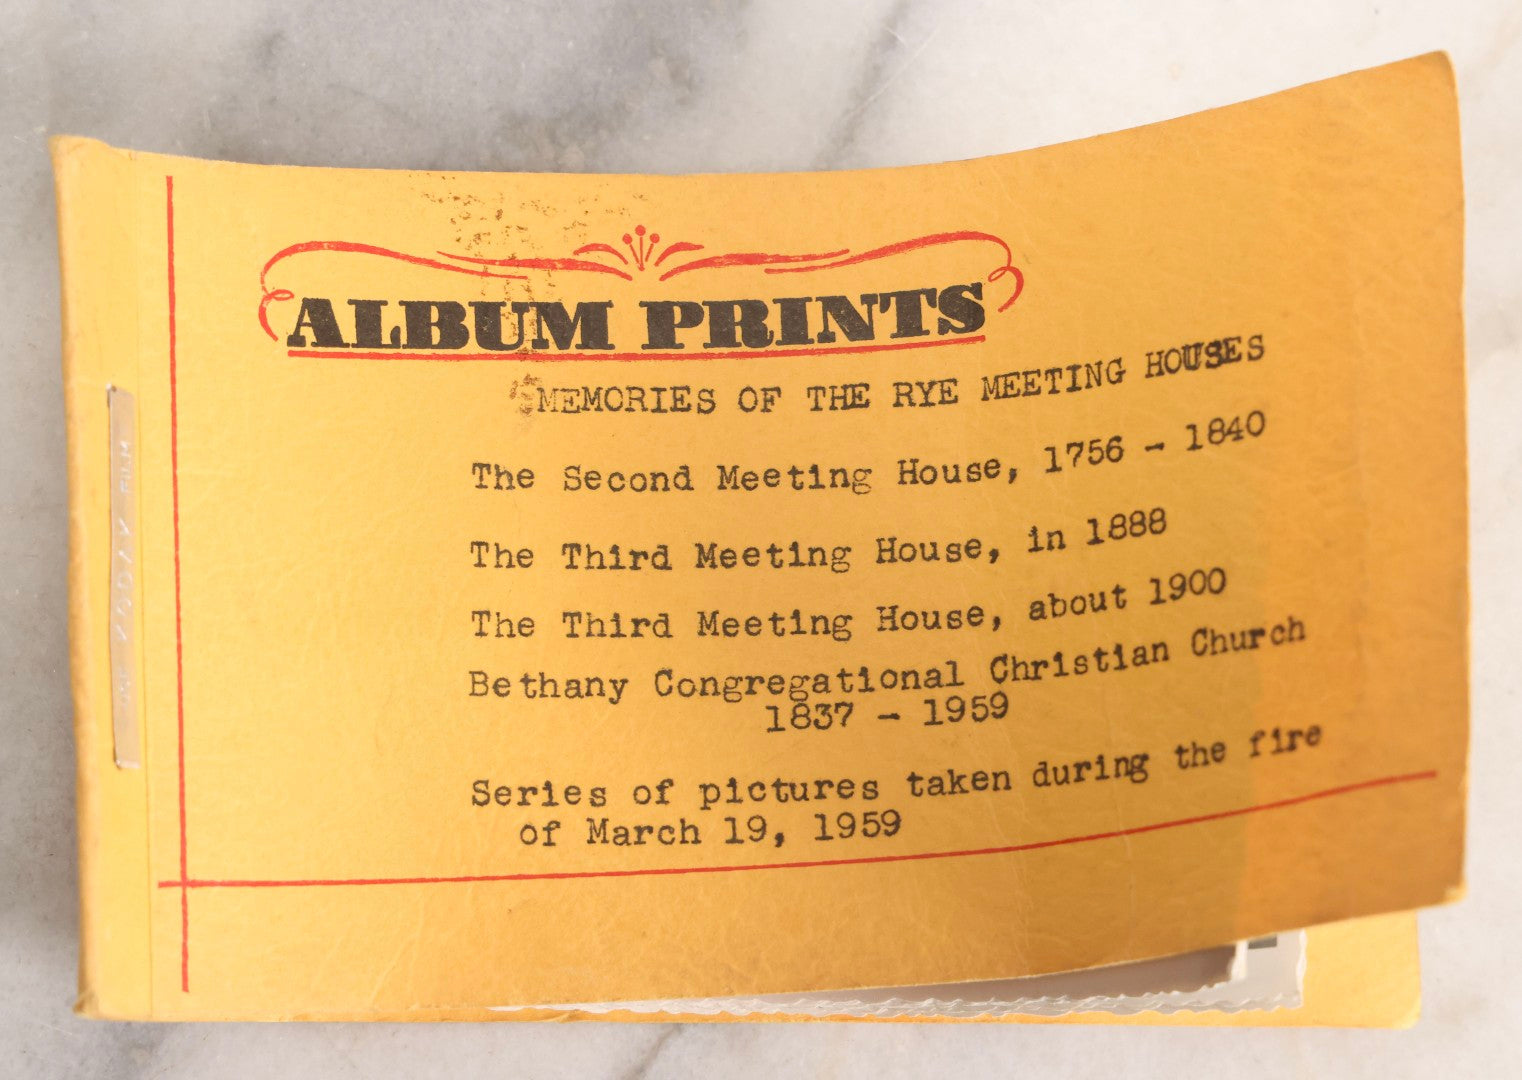 ALBUM PRINTS
MEMORIES OF THE RYE MEETING HOUSES
The Second Meeting House, 1756 - 1840
The Third Meeting House, in 1888
The Third Meeting House, about 1900
Bethany Congregational Christian Church
1837 - 1959
Series of pictures taken during the fire
of March 19, 1959
KODAK FILM